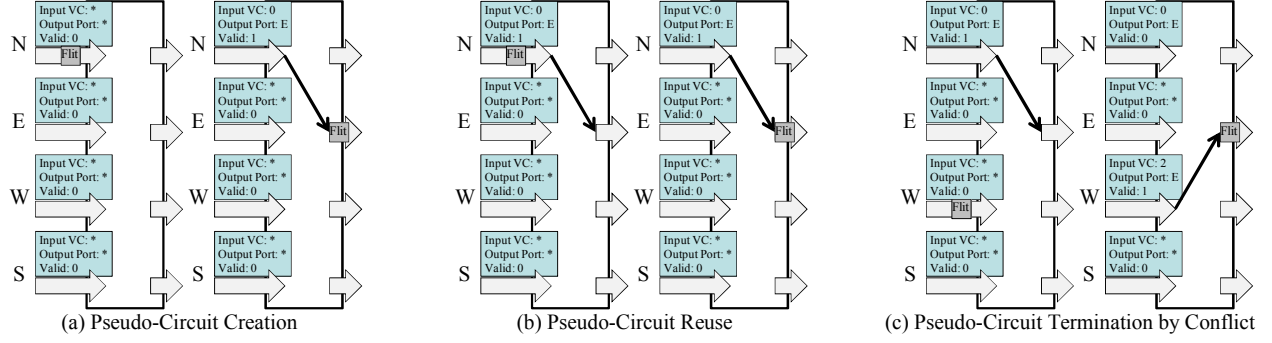 Input VC: *
Output Port: *
Valid: 0
N
Flit
Input VC: *
Output Port: *
Valid: 0
E
Input VC: *
Output Port: *
Valid: 0
W
Input VC: *
Output Port: *
Valid: 0
S
Input VC: 0
Output Port: E
Valid: 1
N
Input VC: *
Output Port: *
Valid: 0
E
Flit
Input VC: *
Output Port: *
Valid: 0
W
Input VC: *
Output Port: *
Valid: 0
S
(a) Pseudo-Circuit Creation
Input VC: 0
Output Port: E
Valid: 1
N
Flit
Input VC: *
Output Port: *
Valid: 0
E
Input VC: *
Output Port: *
Valid: 0
W
Input VC: *
Output Port: *
Valid: 0
S
Input VC: 0
Output Port: E
Valid: 1
N
Input VC: *
Output Port: *
Valid: 0
E
Flit
Input VC: *
Output Port: *
Valid: 0
W
Input VC: *
Output Port: *
Valid: 0
S
(b) Pseudo-Circuit Reuse
Input VC: 0
Output Port: E
Valid: 1
N
Input VC: *
Output Port: *
Valid: 0
E
Input VC: *
Output Port: *
Valid: 0
W
Flit
Input VC: *
Output Port: *
Valid: 0
S
Input VC: 0
Output Port: E
Valid: 0
N
Input VC: *
Output Port: *
Valid: 0
E
Flit
Input VC: 2
Output Port: E
Valid: 1
W
Input VC: *
Output Port: *
Valid: 0
S
(c) Pseudo-Circuit Termination by Conflict